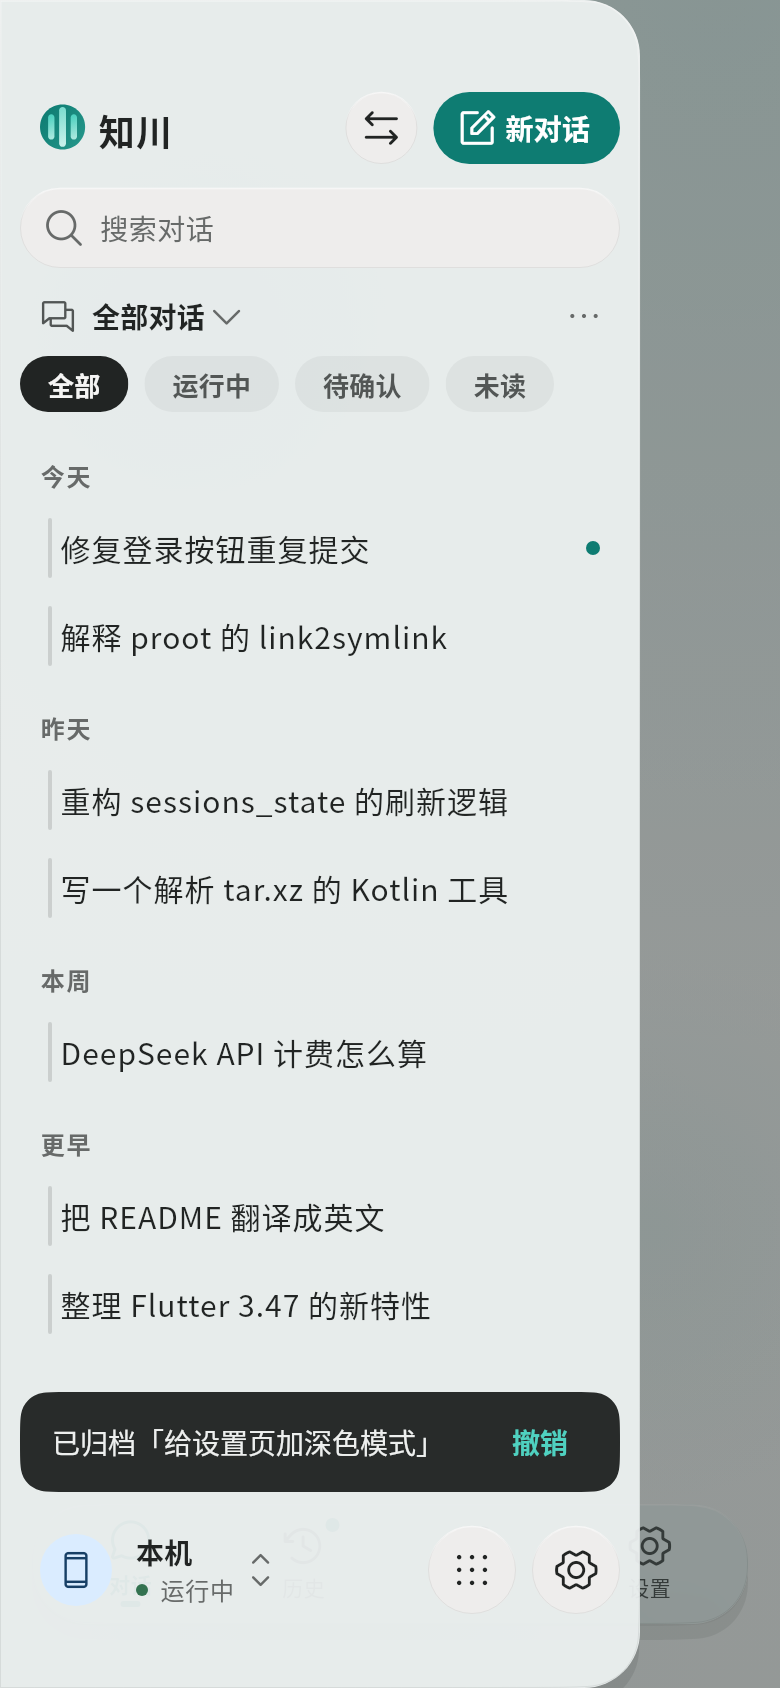 知川
新对话
搜索对话
全部对话
全部
运行中
待确认
未读
今天
修复登录按钮重复提交
解释 proot 的 link2symlink
昨天
重构 sessions_state 的刷新逻辑
写一个解析 tar.xz 的 Kotlin 工具
本周
DeepSeek API 计费怎么算
更早
把 README 翻译成英文
整理 Flutter 3.47 的新特性
已归档「给设置页加深色模式」
撤销
本机
运行中
设置